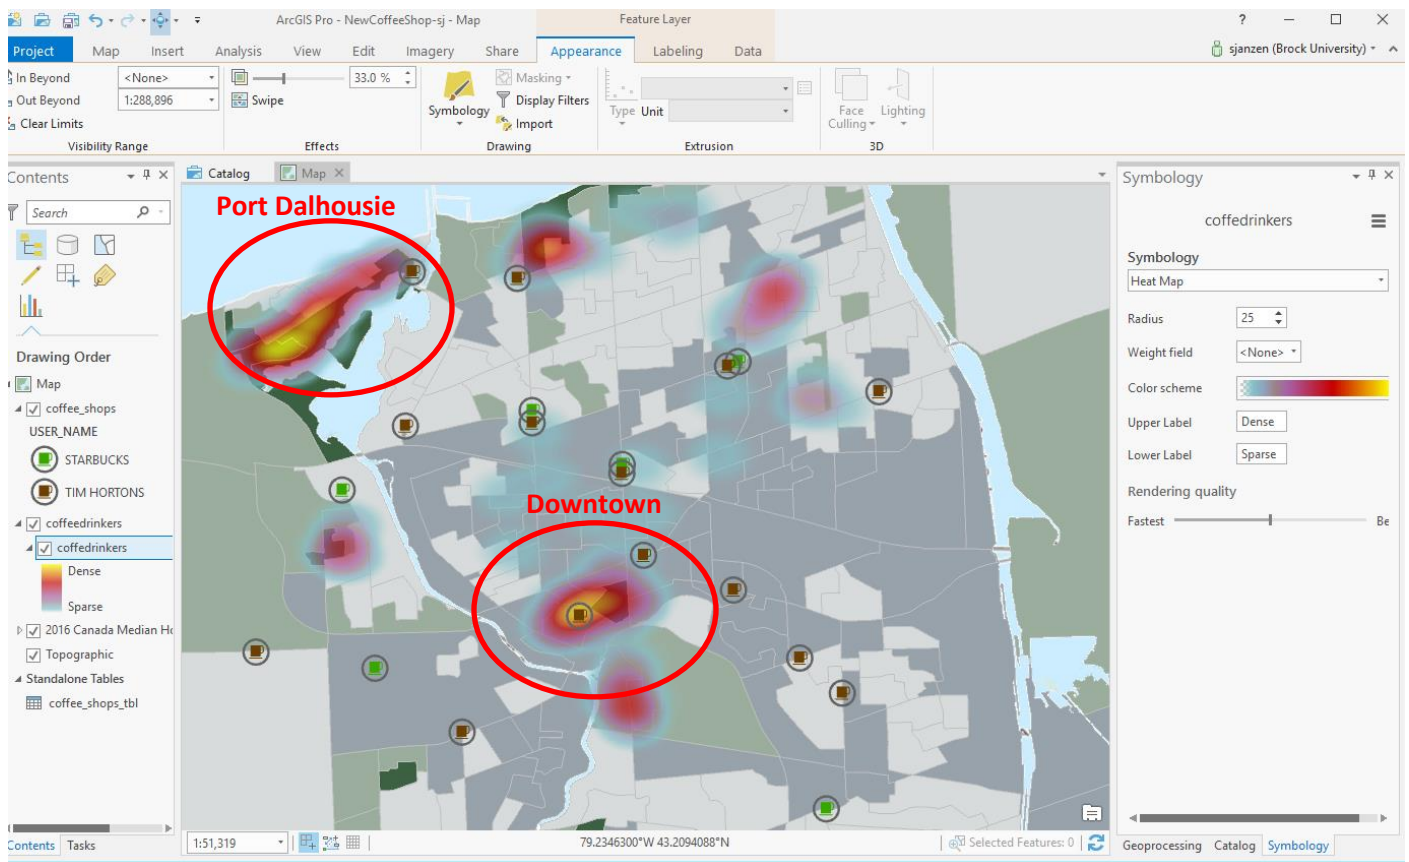 ArcGIS Pro - NewCoffeeShop-sj - Map
Feature Layer
? — □ ✕
Project Map Insert Analysis View Edit Imagery Share Appearance Labeling Data
sjanzen (Brock University)
In Beyond <None>
Out Beyond 1:288,896
Clear Limits
Visibility Range
33.0 %
Swipe
Effects
Symbology
Masking
Display Filters
Import
Drawing
Type Unit
Extrusion
Face Culling
Lighting
3D
Contents
Search
Drawing Order
Map
coffee_shops
USER_NAME
STARBUCKS
TIM HORTONS
coffeedrinkers
coffedrinkers
Dense
Sparse
2016 Canada Median Ho
Topographic
Standalone Tables
coffee_shops_tbl
Contents Tasks
Catalog Map
Port Dalhousie
Downtown
1:51,319
79.2346300°W 43.2094088°N
Selected Features: 0
Symbology
coffedrinkers
Symbology
Heat Map
Radius 25
Weight field <None>
Color scheme
Upper Label Dense
Lower Label Sparse
Rendering quality
Fastest Be
Geoprocessing Catalog Symbology